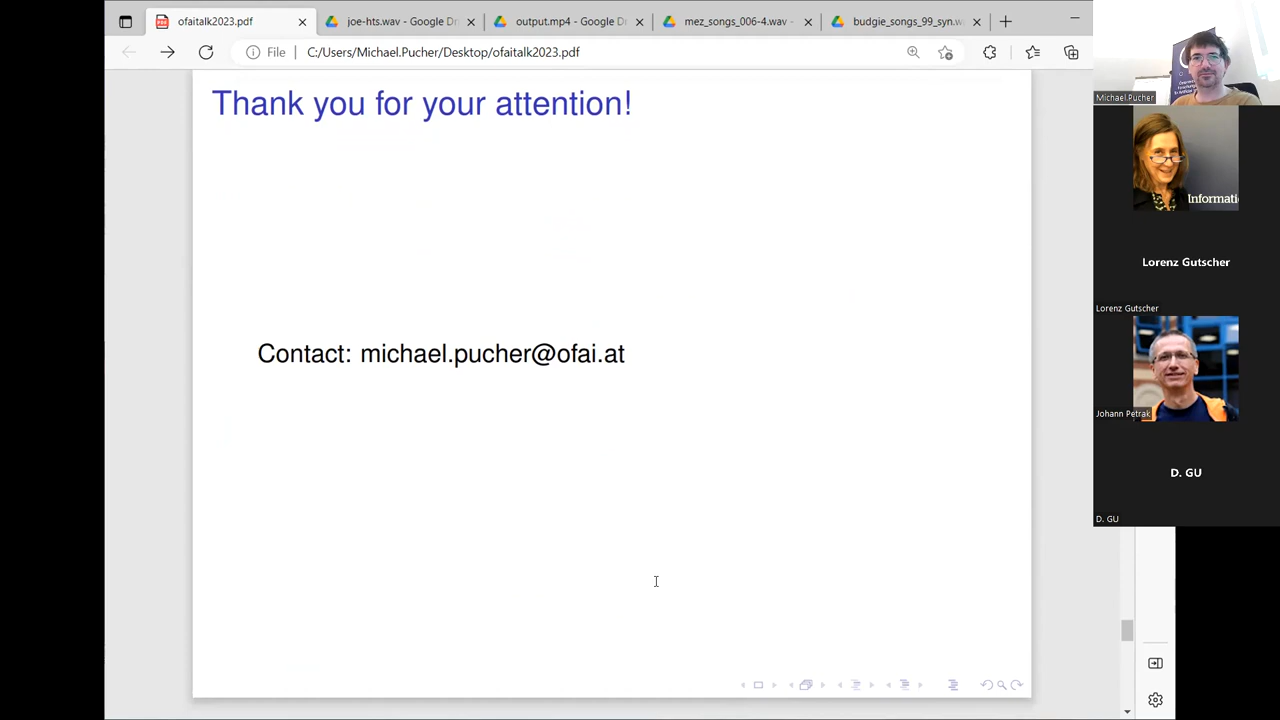 ofaitalk2023.pdf
joe-hts.wav - Google Dr
output.mp4 - Google Dr
mez_songs_006-4.wav -
budgie_songs_99_syn.w
File
C:/Users/Michael.Pucher/Desktop/ofaitalk2023.pdf
Thank you for your attention!
Contact: michael.pucher@ofai.at
Michael.Pucher
Informati
Lorenz Gutscher
Lorenz Gutscher
Johann Petrak
D. GU
D. GU